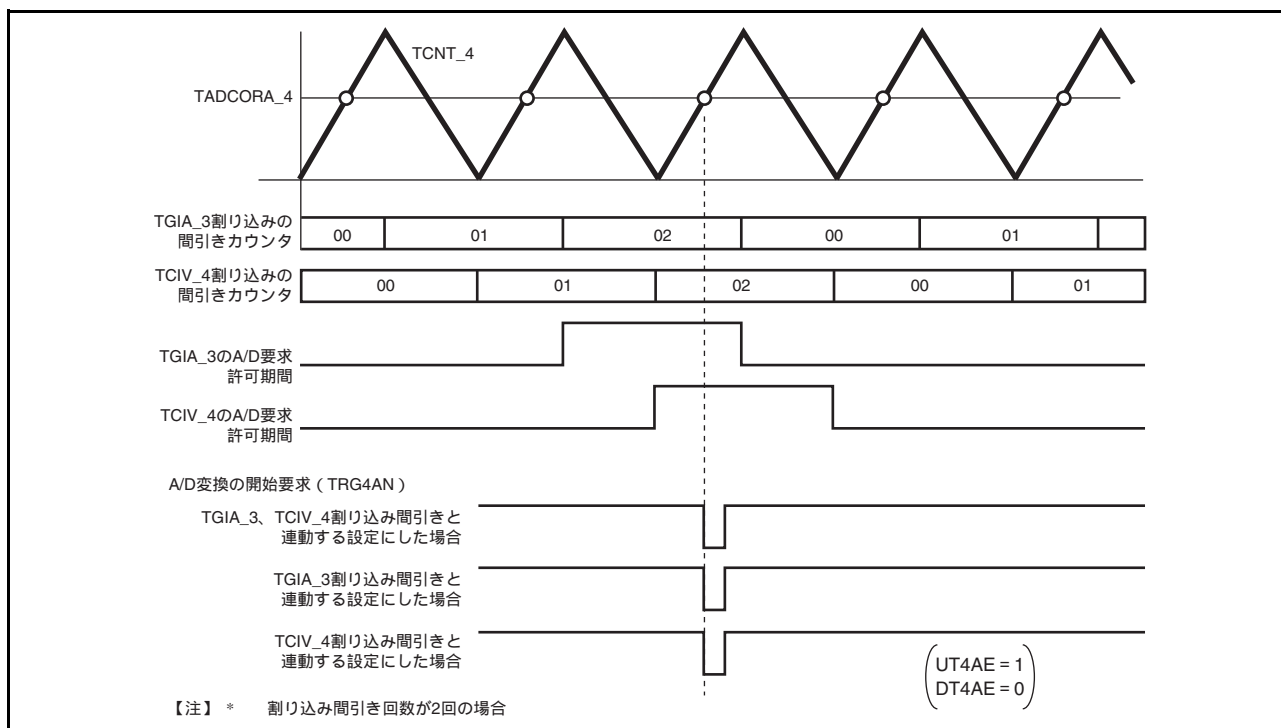 TCNT_4
TADCORA_4
TGIA_3割り込みの
間引きカウンタ
00
01
02
00
01
TCIV_4割り込みの
間引きカウンタ
00
01
02
00
01
TGIA_3のA/D要求
許可期間
TCIV_4のA/D要求
許可期間
A/D変換の開始要求（TRG4AN）
TGIA_3、TCIV_4割り込み間引きと
連動する設定にした場合
TGIA_3割り込み間引きと
連動する設定にした場合
TCIV_4割り込み間引きと
連動する設定にした場合
UT4AE = 1
DT4AE = 0
【注】 * 割り込み間引き回数が2回の場合